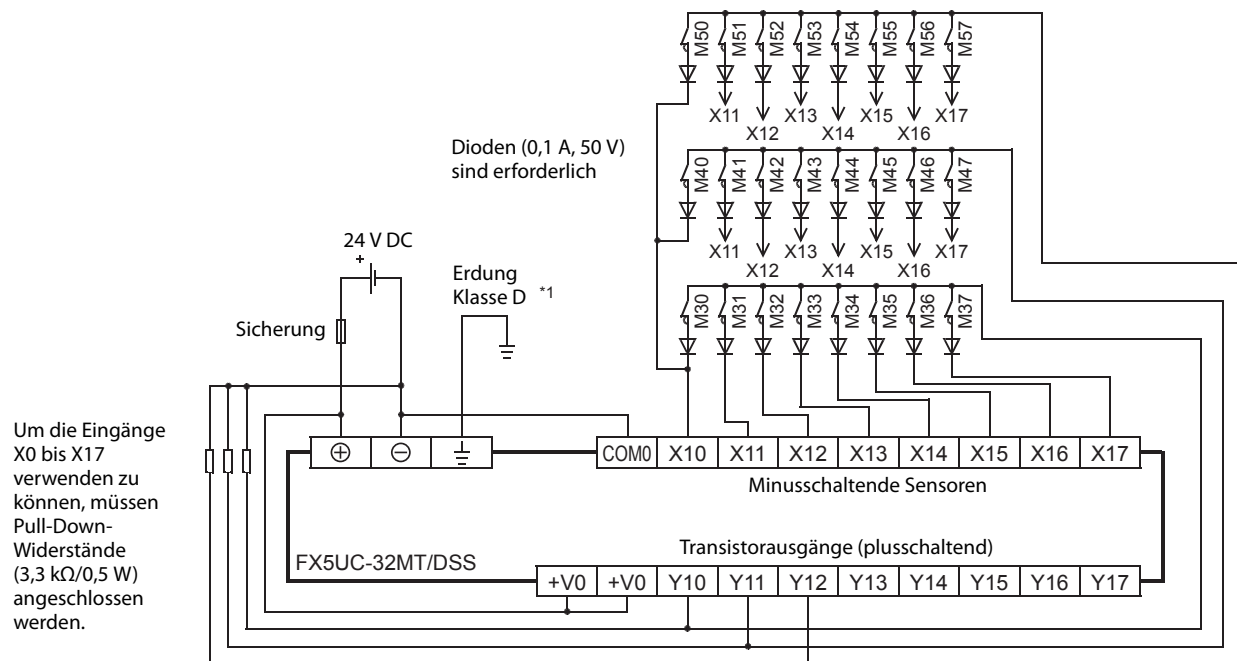 M50 M51 M52 M53 M54 M55 M56 M57
X11 X13 X15 X17
X12 X14 X16
Dioden (0,1 A, 50 V)
sind erforderlich
M40 M41 M42 M43 M44 M45 M46 M47
X11 X13 X15 X17
X12 X14 X16
24 V DC
+
Erdung
Klasse D *1
Sicherung
M30 M31 M32 M33 M34 M35 M36 M37
Um die Eingänge
X0 bis X17
verwenden zu
können, müssen
Pull-Down-
Widerstände
(3,3 kΩ/0,5 W)
angeschlossen
werden.
COM0 X10 X11 X12 X13 X14 X15 X16 X17
Minusschaltende Sensoren
Transistorausgänge (plusschaltend)
FX5UC-32MT/DSS
+V0 +V0 Y10 Y11 Y12 Y13 Y14 Y15 Y16 Y17